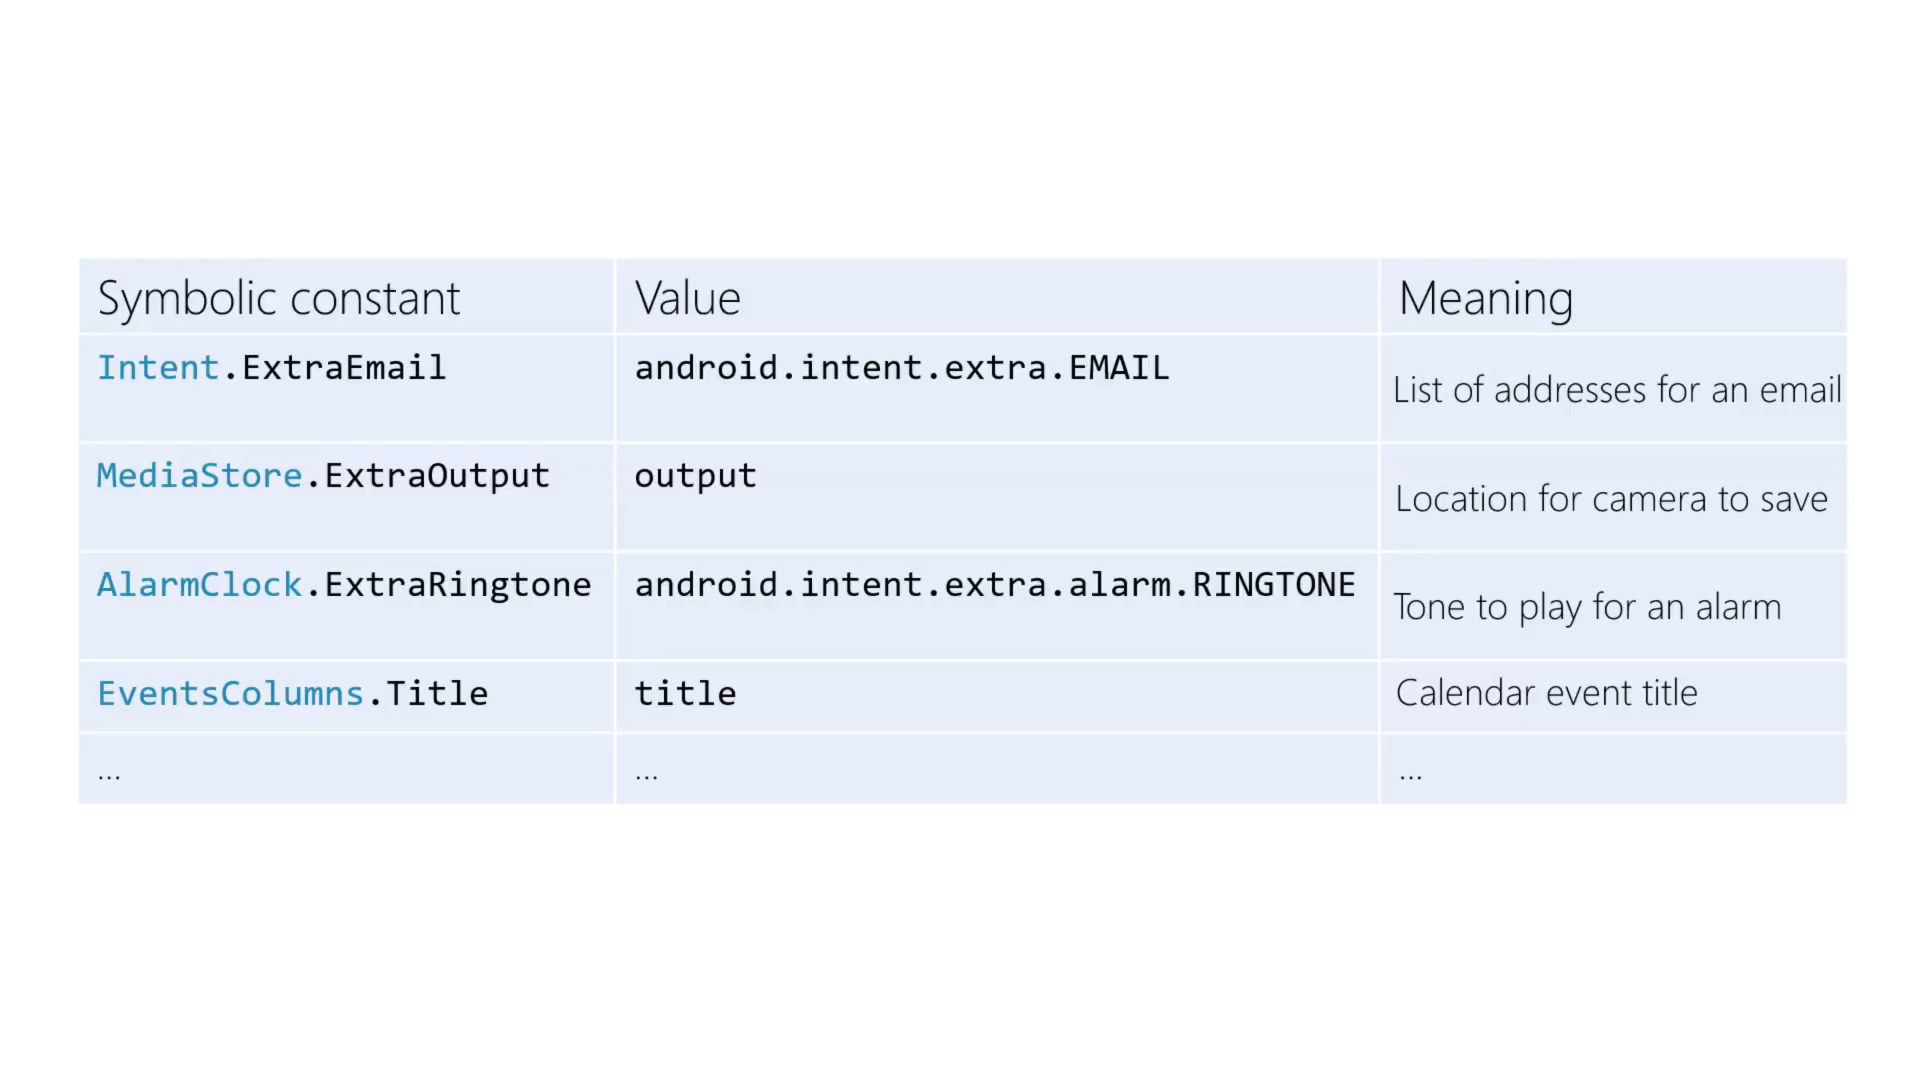 Symbolic constant Value Meaning
Intent.ExtraEmail android.intent.extra.EMAIL List of addresses for an email
MediaStore.ExtraOutput output Location for camera to save
AlarmClock.ExtraRingtone android.intent.extra.alarm.RINGTONE Tone to play for an alarm
EventsColumns.Title title Calendar event title
... ... ...